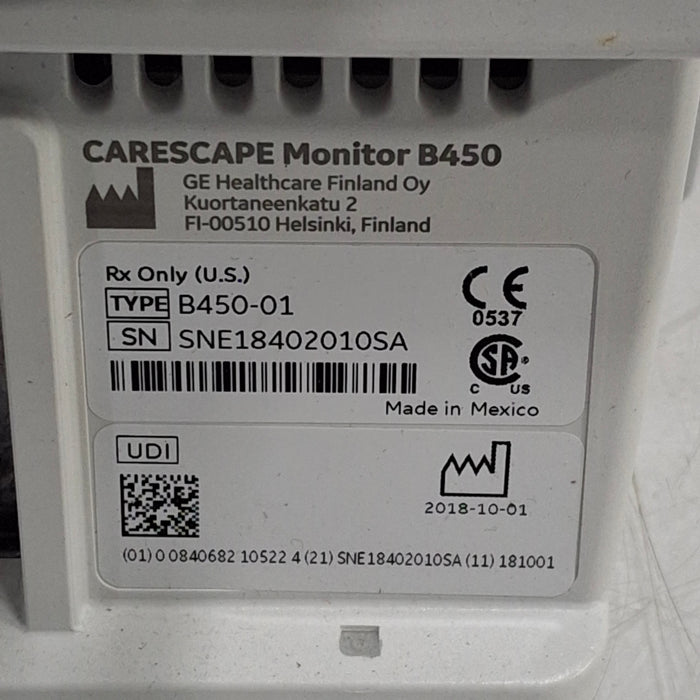 CARESCAPE Monitor B450
GE Healthcare Finland Oy
Kuortaneenkatu 2
FI-00510 Helsinki, Finland
Rx Only (U.S.)
TYPE B450-01
CE
0537
SN SNE18402010SA
SA
C US
Made in Mexico
UDI
2018-10-01
(01) 0 0840682 10522 4 (21) SNE18402010SA (11) 181001